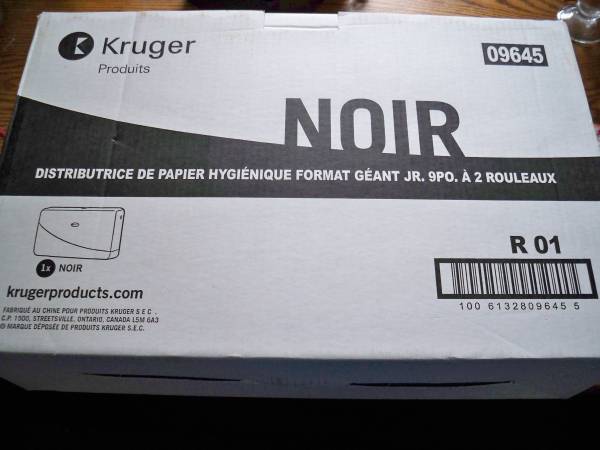 K Kruger
Produits
09645
NOIR
DISTRIBUTRICE DE PAPIER HYGIÉNIQUE FORMAT GÉANT JR. 9PO. À 2 ROULEAUX
R 01
1x NOIR
krugerproducts.com
100 6132809645 5
FABRIQUÉ AU CHINE POUR PRODUITS KRUGER S E C .
C.P. 1500, STREETSVILLE, ONTARIO, CANADA L5M 6A3
® MARQUE DÉPOSÉE DE PRODUITS KRUGER S.E.C.